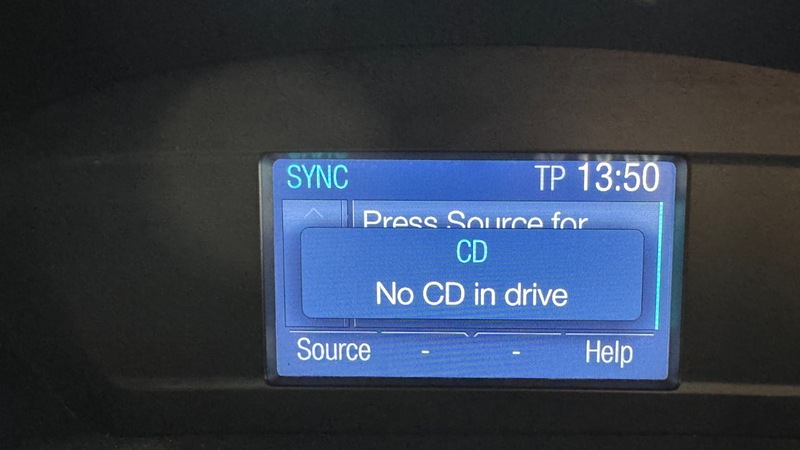 SYNC TP 13:50
Press Source for
CD
No CD in drive
Source - - Help